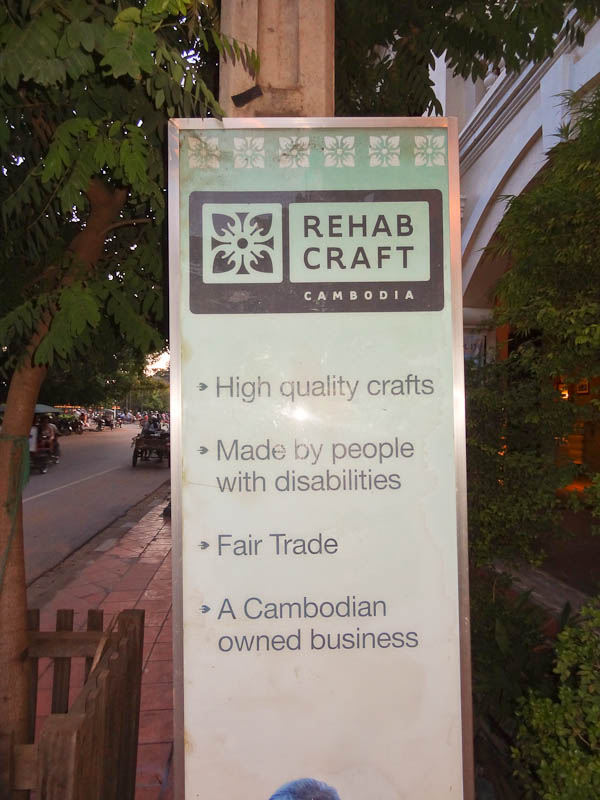 REHAB
CRAFT
CAMBODIA
High quality crafts
Made by people
with disabilities
Fair Trade
A Cambodian
owned business